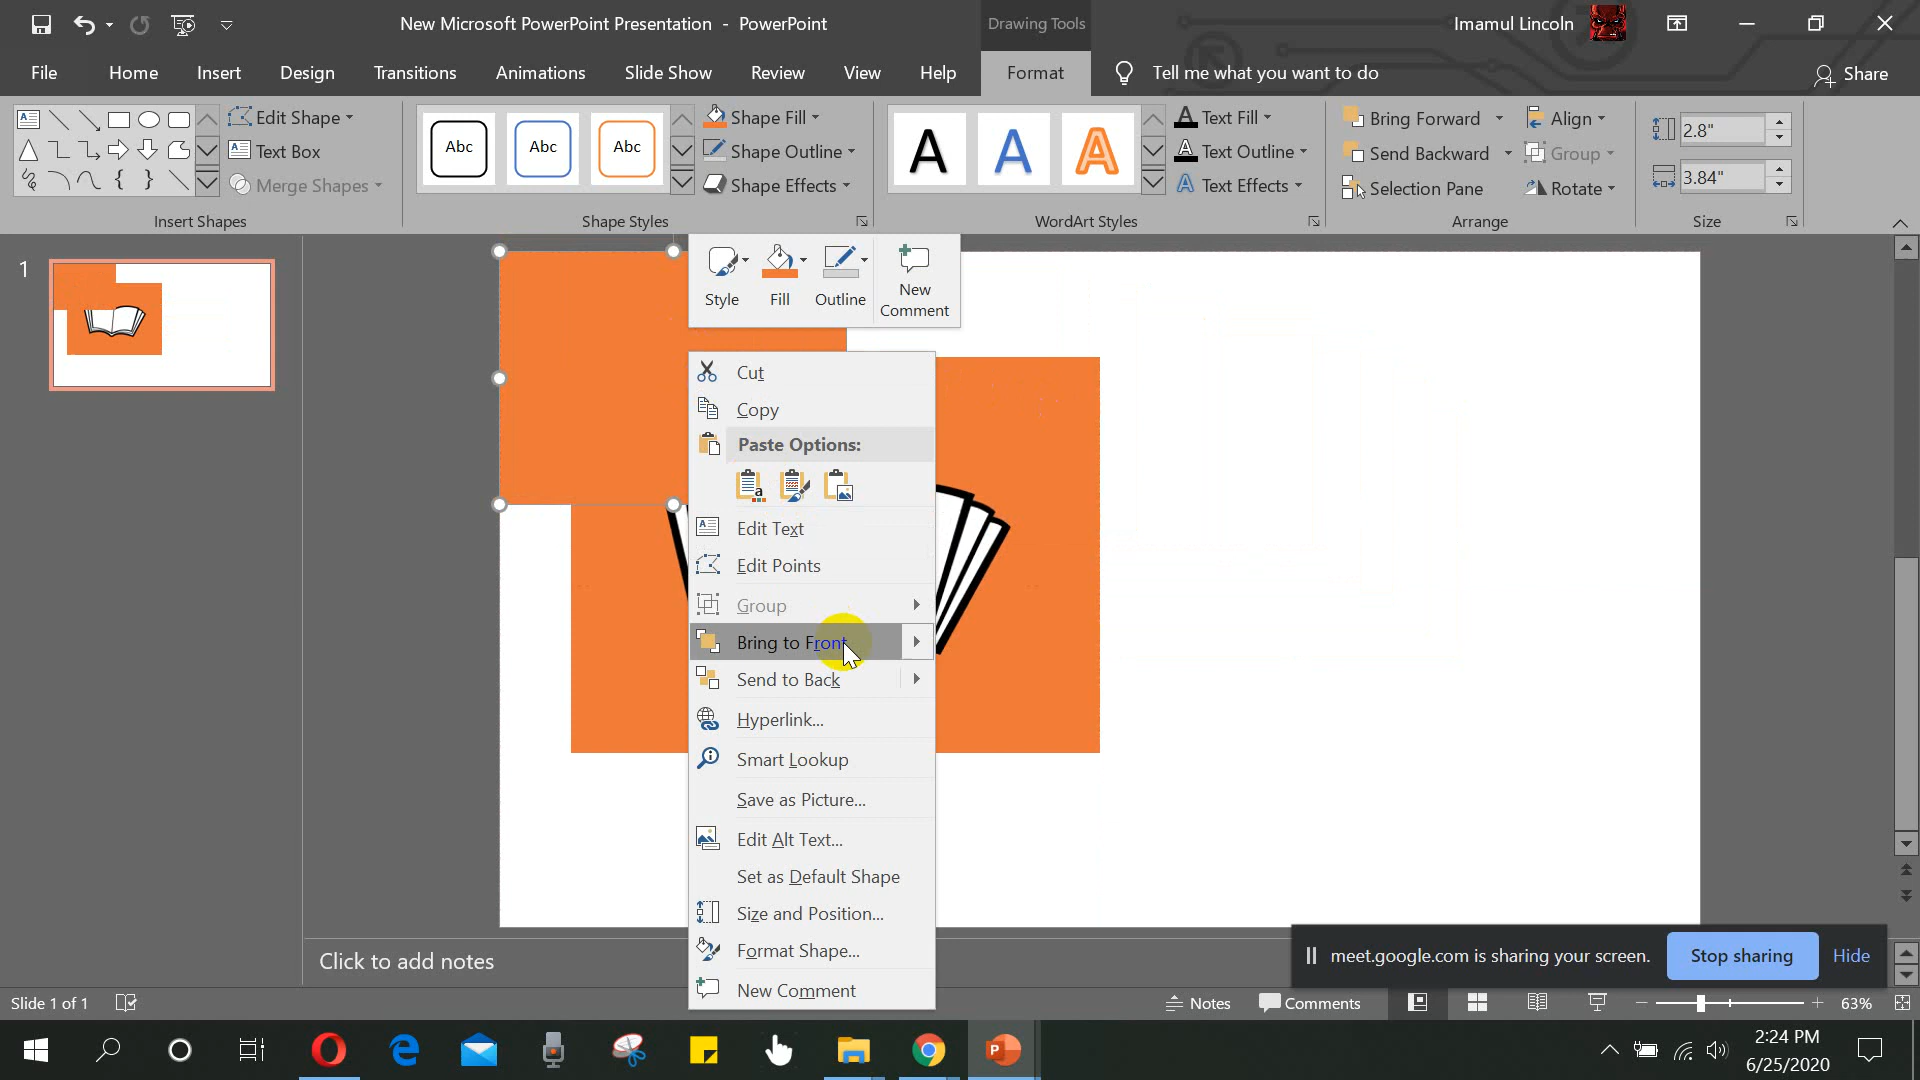 New Microsoft PowerPoint Presentation - PowerPoint
Drawing Tools
Imamul Lincoln
File
Home
Insert
Design
Transitions
Animations
Slide Show
Review
View
Help
Format
Tell me what you want to do
Share
Edit Shape
Text Box
Merge Shapes
Insert Shapes
Abc
Abc
Abc
Shape Fill
Shape Outline
Shape Effects
Shape Styles
A
A
A
Text Fill
Text Outline
Text Effects
WordArt Styles
Bring Forward
Send Backward
Selection Pane
Align
Group
Rotate
Arrange
2.8"
3.84"
Size
1
Style
Fill
Outline
New
Comment
Cut
Copy
Paste Options:
Edit Text
Edit Points
Group
Bring to Front
Send to Back
Hyperlink...
Smart Lookup
Save as Picture...
Edit Alt Text...
Set as Default Shape
Size and Position...
Format Shape...
New Comment
Click to add notes
meet.google.com is sharing your screen.
Stop sharing
Hide
Slide 1 of 1
Notes
Comments
63%
2:24 PM
6/25/2020